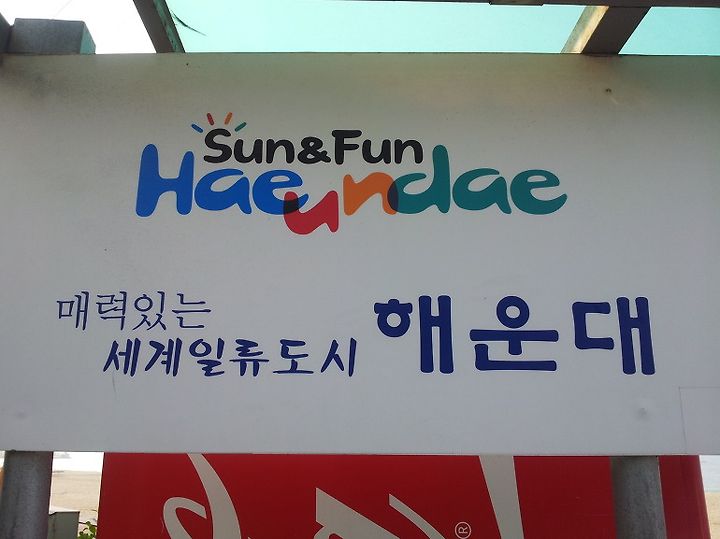 Sun&Fun
Haeundae
매력있는
세계일류도시 해운대
®